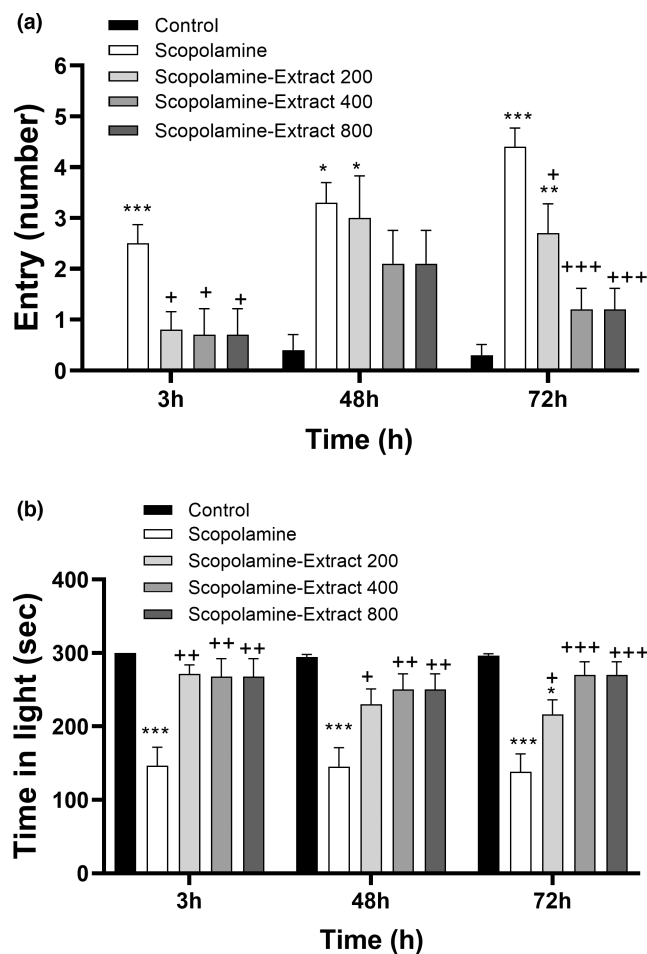 (a)
Control
Scopolamine
Scopolamine-Extract 200
Scopolamine-Extract 400
Scopolamine-Extract 800
Entry (number)
6
5
4
3
2
1
0
***
+
+
+
*
*
***
+
**
+++
+++
3h
48h
72h
Time (h)
(b)
Control
Scopolamine
Scopolamine-Extract 200
Scopolamine-Extract 400
Scopolamine-Extract 800
Time in light (sec)
400
300
200
100
0
***
++
++
++
***
+
++
++
***
+
*
+++
+++
3h
48h
72h
Time (h)